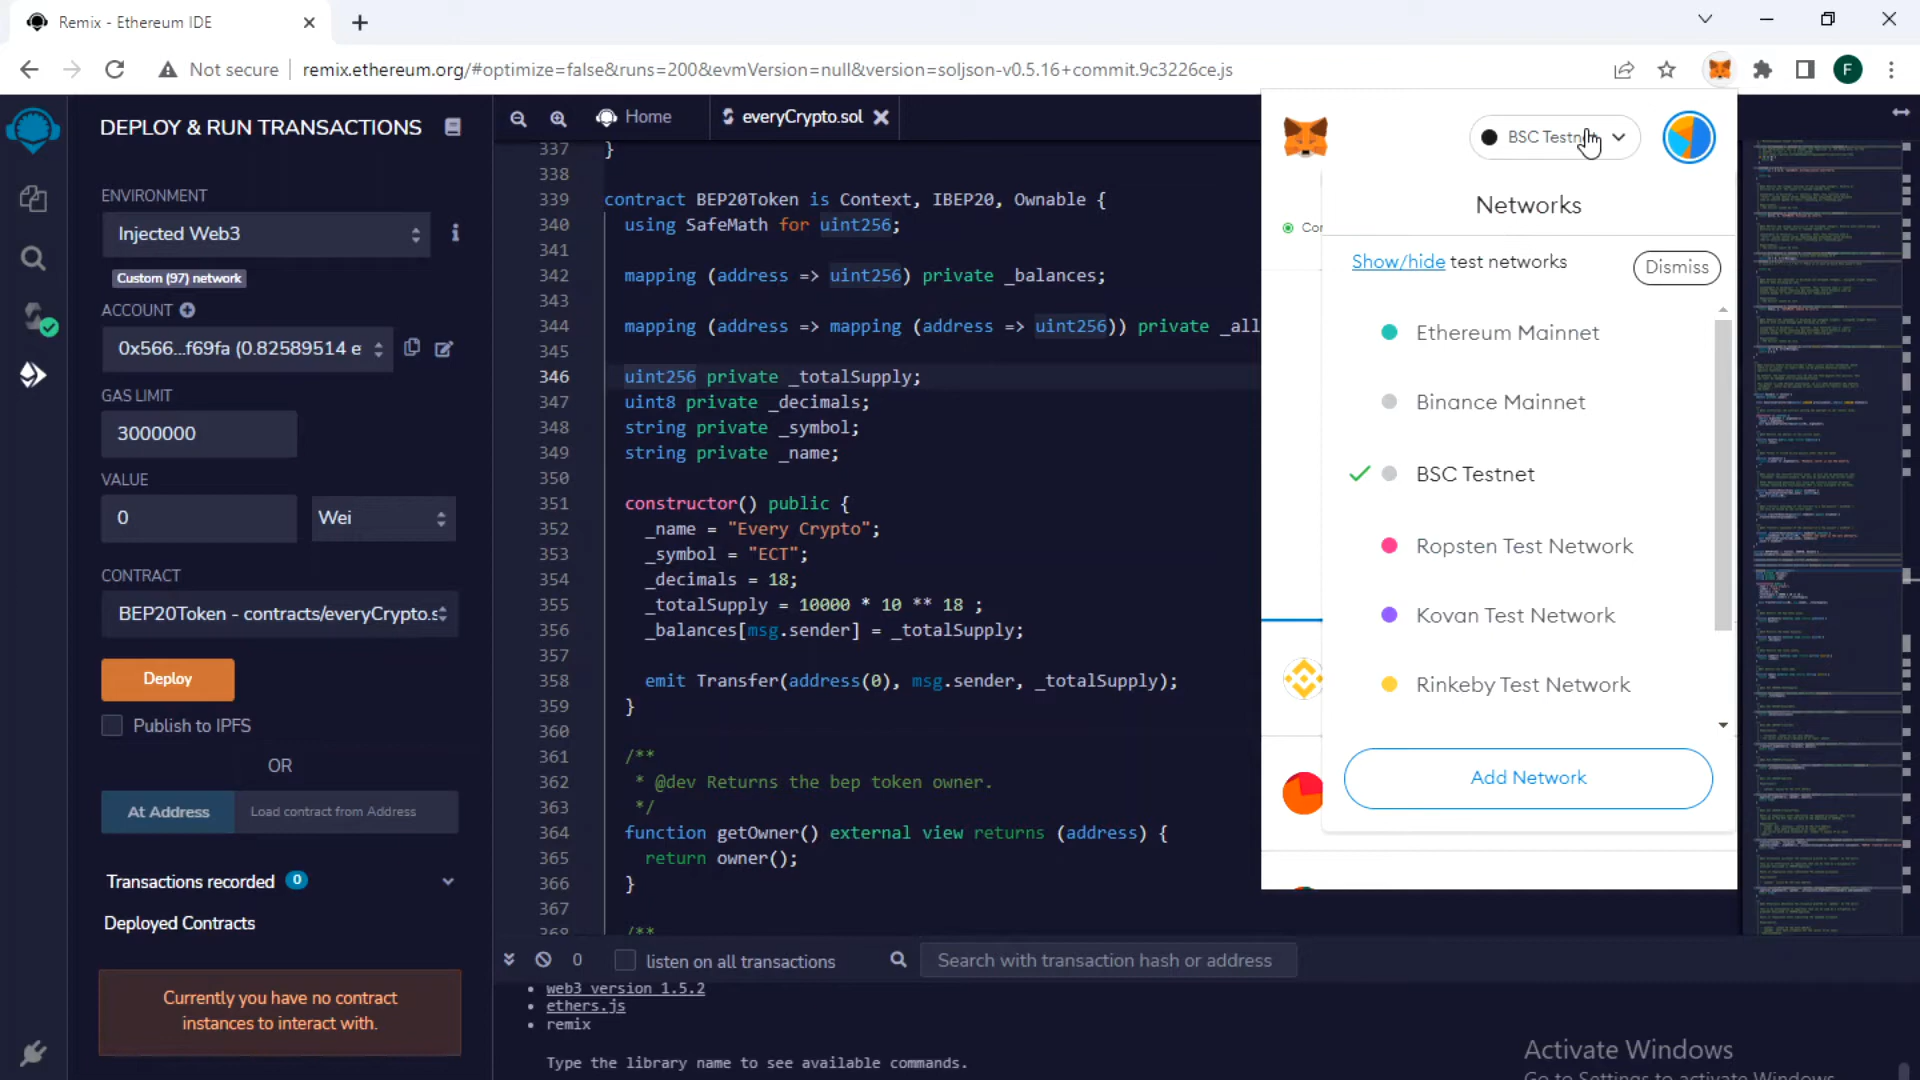 Remix - Ethereum IDE
Not secure
remix.ethereum.org/#optimize=false&runs=200&evmVersion=null&version=soljson-v0.5.16+commit.9c3226ce.js
F
DEPLOY & RUN TRANSACTIONS
ENVIRONMENT
Injected Web3
Custom (97) network
ACCOUNT
0x566...f69fa (0.82589514 e
GAS LIMIT
3000000
VALUE
0
Wei
CONTRACT
BEP20Token - contracts/everyCrypto.s
Deploy
Publish to IPFS
OR
At Address
Load contract from Address
Transactions recorded 0
Deployed Contracts
Currently you have no contract
instances to interact with.
Home
everyCrypto.sol
337 }
338
339 contract BEP20Token is Context, IBEP20, Ownable {
340 using SafeMath for uint256;
341
342 mapping (address => uint256) private _balances;
343
344 mapping (address => mapping (address => uint256)) private _all
345
346 uint256 private _totalSupply;
347 uint8 private _decimals;
348 string private _symbol;
349 string private _name;
350
351 constructor() public {
352 _name = "Every Crypto";
353 _symbol = "ECT";
354 _decimals = 18;
355 _totalSupply = 10000 * 10 ** 18 ;
356 _balances[msg.sender] = _totalSupply;
357
358 emit Transfer(address(0), msg.sender, _totalSupply);
359 }
360
361 /**
362 * @dev Returns the bep token owner.
363 */
364 function getOwner() external view returns (address) {
365 return owner();
366 }
367
368 /**
0
listen on all transactions
Search with transaction hash or address
web3 version 1.5.2
ethers.js
remix
Type the library name to see available commands.
BSC Testnet
Networks
Show/hide test networks
Dismiss
Ethereum Mainnet
Binance Mainnet
BSC Testnet
Ropsten Test Network
Kovan Test Network
Rinkeby Test Network
Add Network
Cor
Activate Windows
Go to Settings to activate Windows.